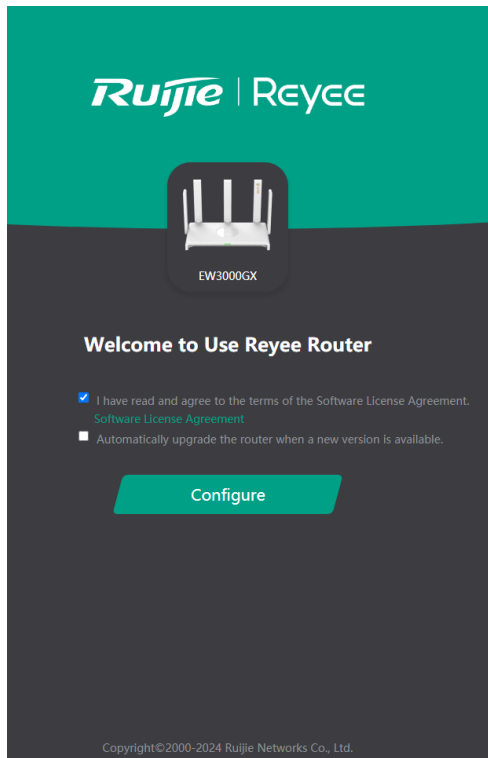 Ruijie | Reyee
EW3000GX
Welcome to Use Reyee Router
I have read and agree to the terms of the Software License Agreement.
Software License Agreement
Automatically upgrade the router when a new version is available.
Configure
Copyright©2000-2024 Ruijie Networks Co., Ltd.